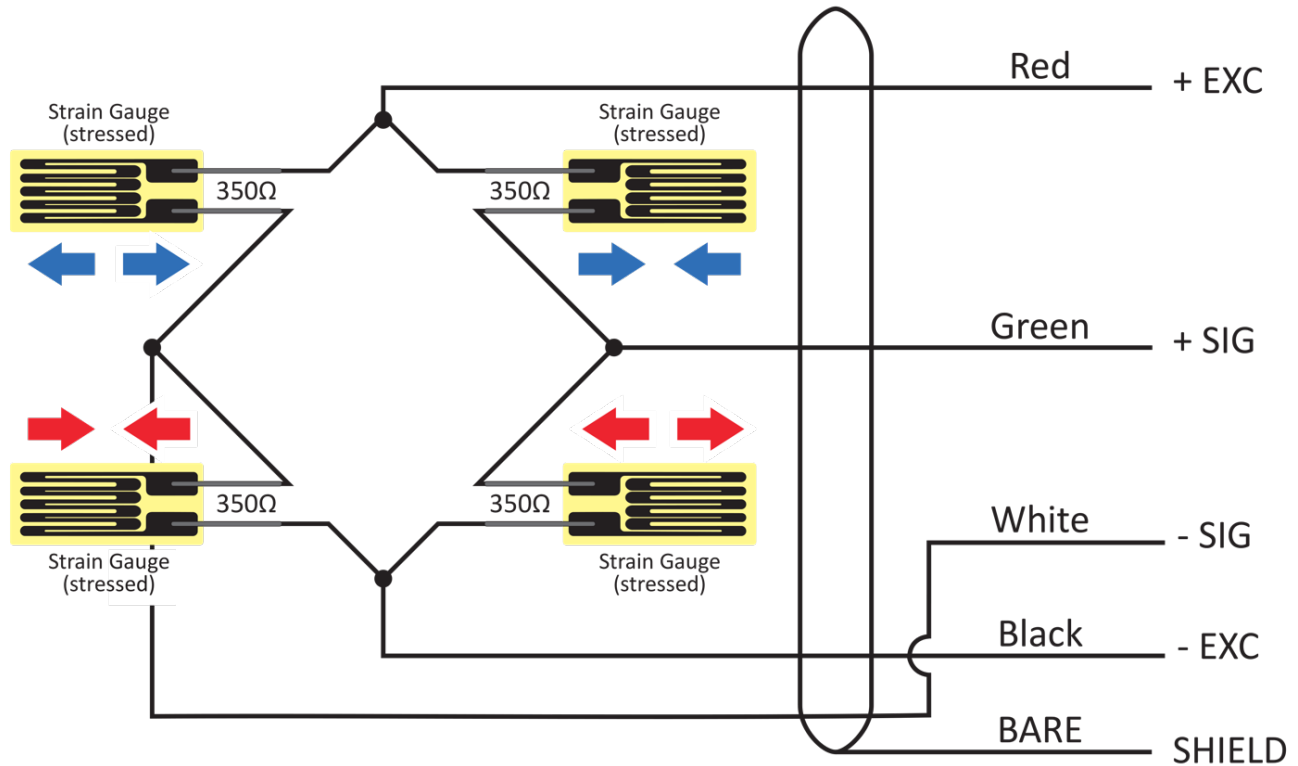 Red
+ EXC
Strain Gauge
(stressed)
Strain Gauge
(stressed)
350Ω
350Ω
Green
+ SIG
350Ω
350Ω
White
- SIG
Strain Gauge
(stressed)
Strain Gauge
(stressed)
Black
- EXC
BARE
SHIELD